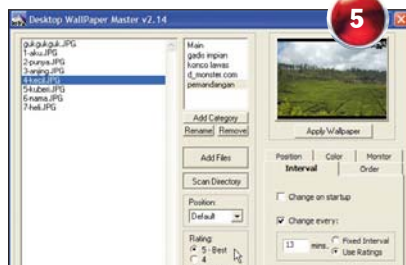 Desktop WallPaper Master v2.14
5
gukgukguk.JPG
1-aku.JPG
2-punya.JPG
3-anjing.JPG
4-kecil.JPG
5-kuberi.JPG
6-nama.JPG
7-heli.JPG
Main
gadis impian
konco lawas
d_monster.com
pemandangan
Add Category
Rename Remove
Add Files
Scan Directory
Position:
Default
Rating:
5 - Best
4
Apply Wallpaper
Position Color Monitor
Interval Order
Change on startup
Change every:
13 mins. Fixed Interval
Use Ratings